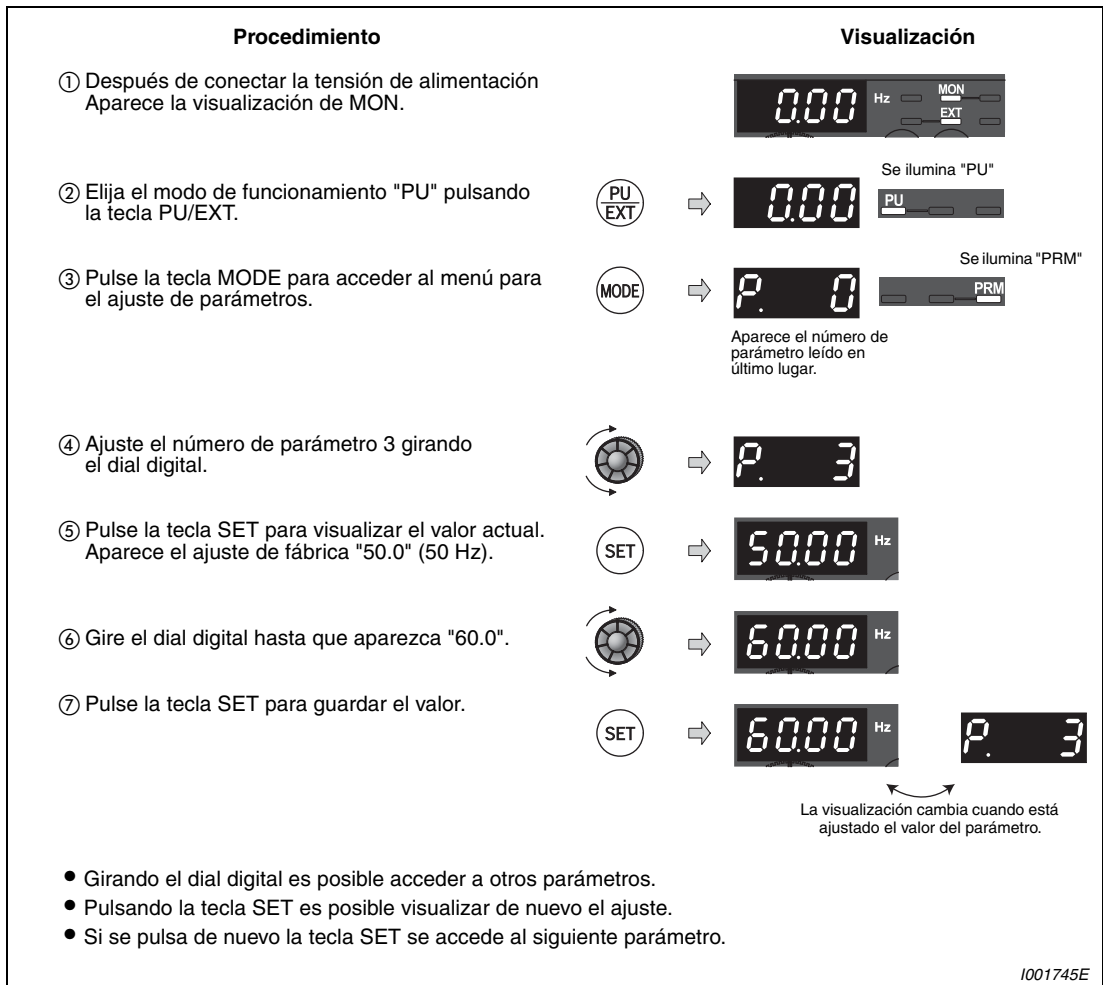 Procedimiento
Visualización
① Después de conectar la tensión de alimentación
Aparece la visualización de MON.
0.00 Hz MON
EXT
② Elija el modo de funcionamiento "PU" pulsando
la tecla PU/EXT.
PU
EXT
0.00
Se ilumina "PU"
PU
③ Pulse la tecla MODE para acceder al menú para
el ajuste de parámetros.
MODE
P. 0
Se ilumina "PRM"
PRM
Aparece el número de
parámetro leído en
último lugar.
④ Ajuste el número de parámetro 3 girando
el dial digital.
P. 3
⑤ Pulse la tecla SET para visualizar el valor actual.
Aparece el ajuste de fábrica "50.0" (50 Hz).
SET
50.00 Hz
⑥ Gire el dial digital hasta que aparezca "60.0".
60.00 Hz
⑦ Pulse la tecla SET para guardar el valor.
SET
60.00 Hz
P. 3
La visualización cambia cuando está
ajustado el valor del parámetro.
● Girando el dial digital es posible acceder a otros parámetros.
● Pulsando la tecla SET es posible visualizar de nuevo el ajuste.
● Si se pulsa de nuevo la tecla SET se accede al siguiente parámetro.
I001745E